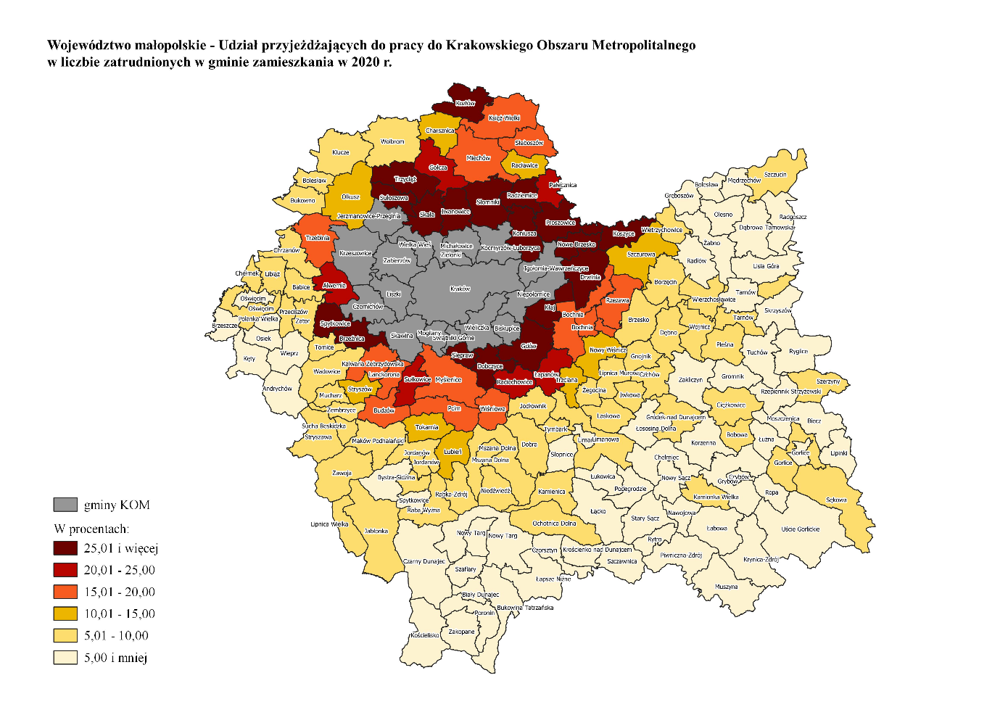 Województwo małopolskie - Udział przyjeżdżających do pracy do Krakowskiego Obszaru Metropolitalnego
w liczbie zatrudnionych w gminie zamieszkania w 2020 r.
Kozłów
Książ Wielki
Charsznica
Wolbrom
Słaboszów
Klucze
Miechów
Racławice
Gołcza
Szczucin
Trzyciąż
Bolesław
Mędrzechów
Pałecznica
Bolesław
Olkusz
Sułoszowa
Radziemice
Gręboszów
Bukowno
Słomniki
Iwanowice
Skała
Jerzmanowice-Przeginia
Olesno
Radgoszcz
Proszowice
Dąbrowa Tarnowska
Wietrzychowice
Koniusza
Koszyce
Trzebinia
Wielka Wieś
Michałowice
Kocmyrzów-Luborzyca
Nowe Brzesko
Żabno
Chrzanów
Krzeszowice
Zielonki
Szczurowa
Zabierzów
Radłów
Lisia Góra
Igołomia-Wawrzeńczyce
Chełmek
Libiąż
Drwinia
Borzęcin
Babice
Alwernia
Kraków
Liszki
Niepołomice
Tarnów
Oświęcim
Rzezawa
Wierzchosławice
Oświęcim
Czernichów
Kłaj
Skrzyszów
Przeciszów
Bochnia
Polanka Wielka
Zator
Brzesko
Tarnów
Brzeszcze
Spytkowice
Wieliczka
Biskupice
Bochnia
Wojnicz
Mogilany
Dębno
Osiek
Brzeźnica
Skawina
Świątniki Górne
Pleśna
Tomice
Gdów
Nowy Wiśnicz
Ryglice
Wieprz
Siepraw
Gnojnik
Tuchów
Kęty
Kalwaria Zebrzydowska
Dobczyce
Wadowice
Lanckorona
Łapanów
Lipnica Murowana
Czchów
Sułkowice
Myślenice
Trzciana
Zakliczyn
Gromnik
Raciechowice
Szerzyny
Andrychów
Stryszów
Żegocina
Rzepiennik Strzyżewski
Mucharz
Iwkowa
Jodłownik
Ciężkowice
Zembrzyce
Budzów
Pcim
Wiśniowa
Laskowa
Gródek nad Dunajcem
Moszczenica
Biecz
Sucha Beskidzka
Tokarnia
Tymbark
Łososina Dolna
Stryszawa
Maków Podhalański
Bobowa
Łużna
Limanowa
Dobra
Korzenna
Mszana Dolna
Jordanów
Lubień
Słopnice
Gorlice
Lipinki
Mszana Dolna
Jordanów
Chełmiec
Gorlice
Zawoja
Bystra-Sidzina
Łukowica
Nowy Sącz
Grybów
Grybów
Podegrodzie
Niedźwiedź
Kamienica
Ropa
Rabka-Zdrój
Kamionka Wielka
Sękowa
Spytkowice
Raba Wyżna
Łącko
Nawojowa
Stary Sącz
Lipnica Wielka
Ochotnica Dolna
Łabowa
Uście Gorlickie
Jabłonka
Nowy Targ
Nowy Targ
Rytro
Czorsztyn
Krościenko nad Dunajcem
Piwniczna-Zdrój
Krynica-Zdrój
Czarny Dunajec
Szczawnica
Szaflary
Łapsze Niżne
Muszyna
Biały Dunajec
Bukowina Tatrzańska
Poronin
Zakopane
Kościelisko
gminy KOM
W procentach:
25,01 i więcej
20,01 - 25,00
15,01 - 20,00
10,01 - 15,00
5,01 - 10,00
5,00 i mniej